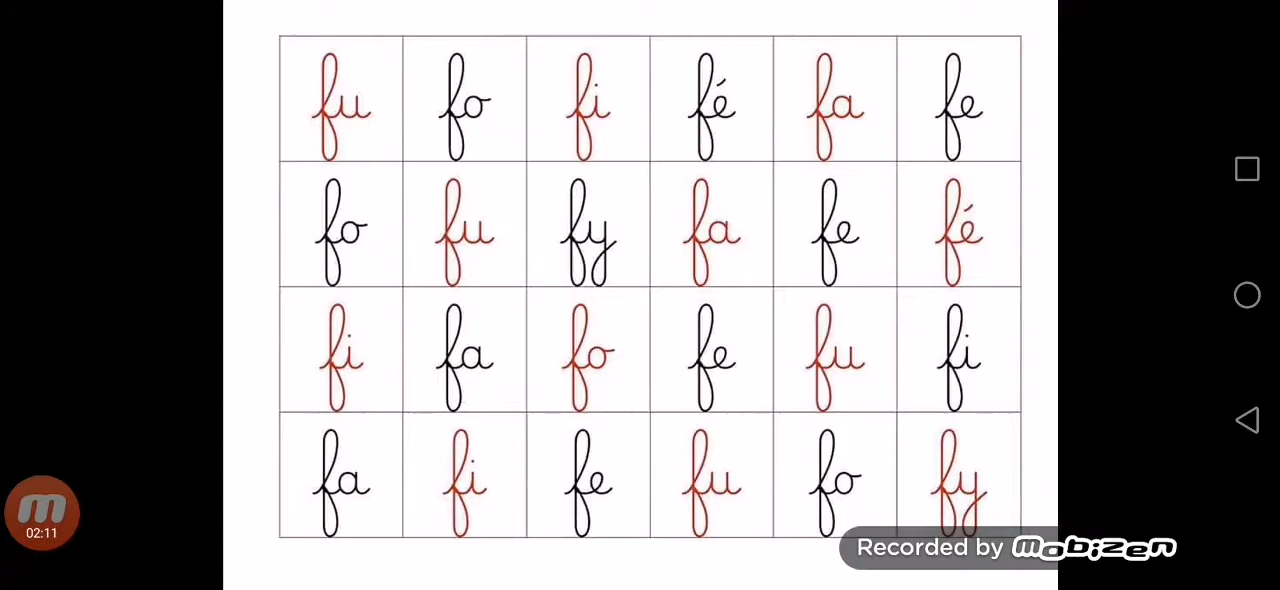 fu fo fi fé fa fe
fo fu fy fa fe fé
fi fa fo fe fu fi
fa fi fe fu fo fy
02:11
Recorded by Mobizen